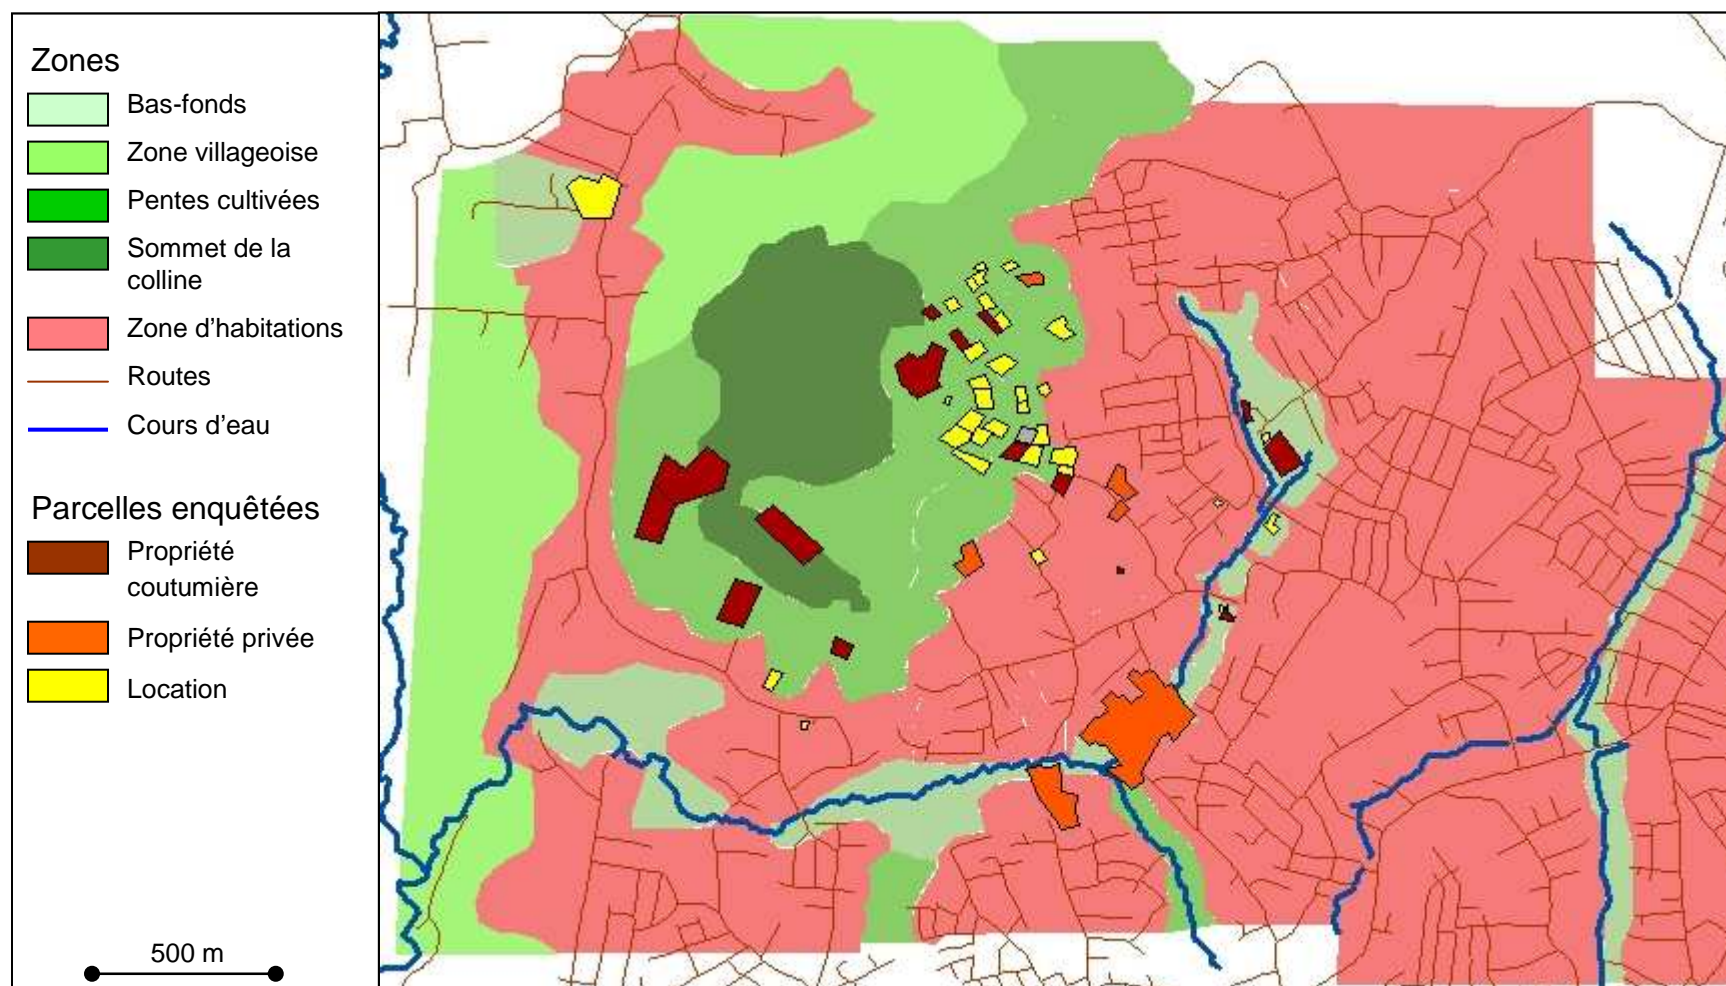 Zones
Bas-fonds
Zone villageoise
Pentes cultivées
Sommet de la
colline
Zone d'habitations
Routes
Cours d'eau
Parcelles enquêtées
Propriété
coutumière
Propriété privée
Location
500 m